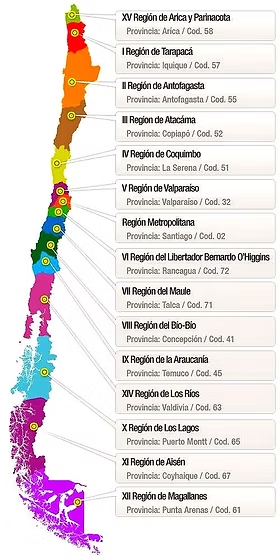 XV Región de Arica y Parinacota
Provincia: Arica / Cod. 58
I Región de Tarapacá
Provincia: Iquique / Cod. 57
II Región de Antofagasta
Provincia: Antofagasta / Cod. 55
III Region de Atacáma
Provincia: Copiapó / Cod. 52
IV Región de Coquimbo
Provincia: La Serena / Cod. 51
V Región de Valparaíso
Provincia: Valparaíso / Cod. 32
Región Metropolitana
Provincia: Santiago / Cod. 02
VI Región del Libertador Bernardo O'Higgins
Provincia: Rancagua / Cod. 72
VII Región del Maule
Provincia: Talca / Cod. 71
VIII Región del Bío-Bío
Provincia: Concepción / Cod. 41
IX Región de la Araucanía
Provincia: Temuco / Cod. 45
XIV Región de Los Ríos
Provincia: Valdivia / Cod. 63
X Región de Los Lagos
Provincia: Puerto Montt / Cod. 65
XI Región de Aisén
Provincia: Coyhaique / Cod. 67
XII Región de Magallanes
Provincia: Punta Arenas / Cod. 61